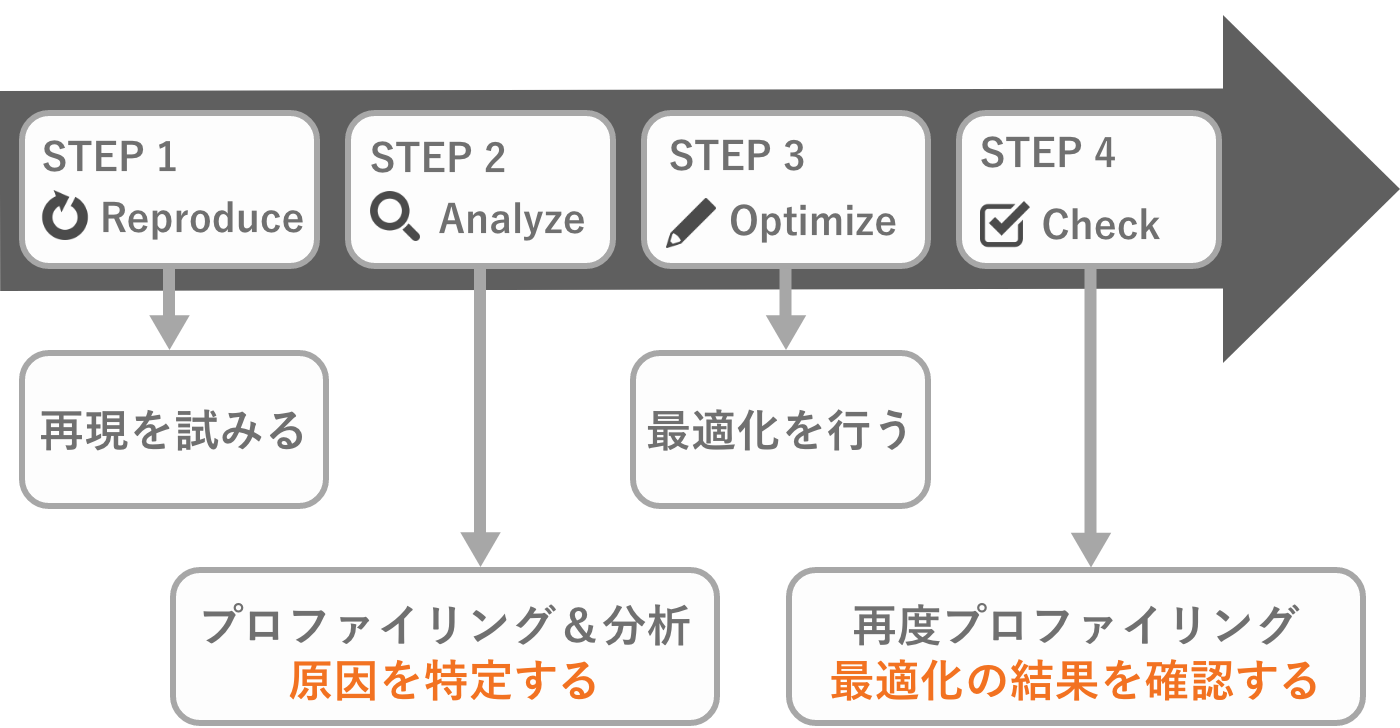 STEP 1
Reproduce
STEP 2
Analyze
STEP 3
Optimize
STEP 4
Check
再現を試みる
最適化を行う
プロファイリング＆分析
原因を特定する
再度プロファイリング
最適化の結果を確認する